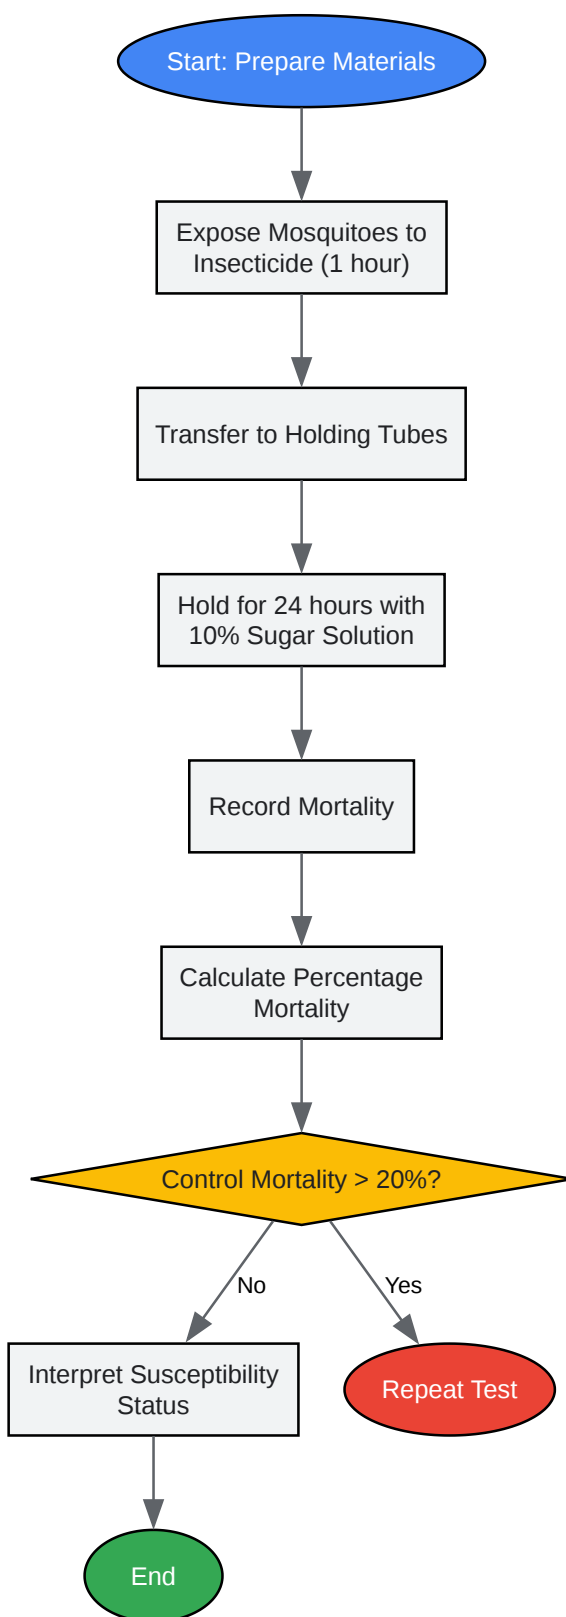 Start: Prepare Materials
Expose Mosquitoes to
Insecticide (1 hour)
Transfer to Holding Tubes
Hold for 24 hours with
10% Sugar Solution
Record Mortality
Calculate Percentage
Mortality
Control Mortality > 20%?
No
Yes
Interpret Susceptibility
Status
Repeat Test
End